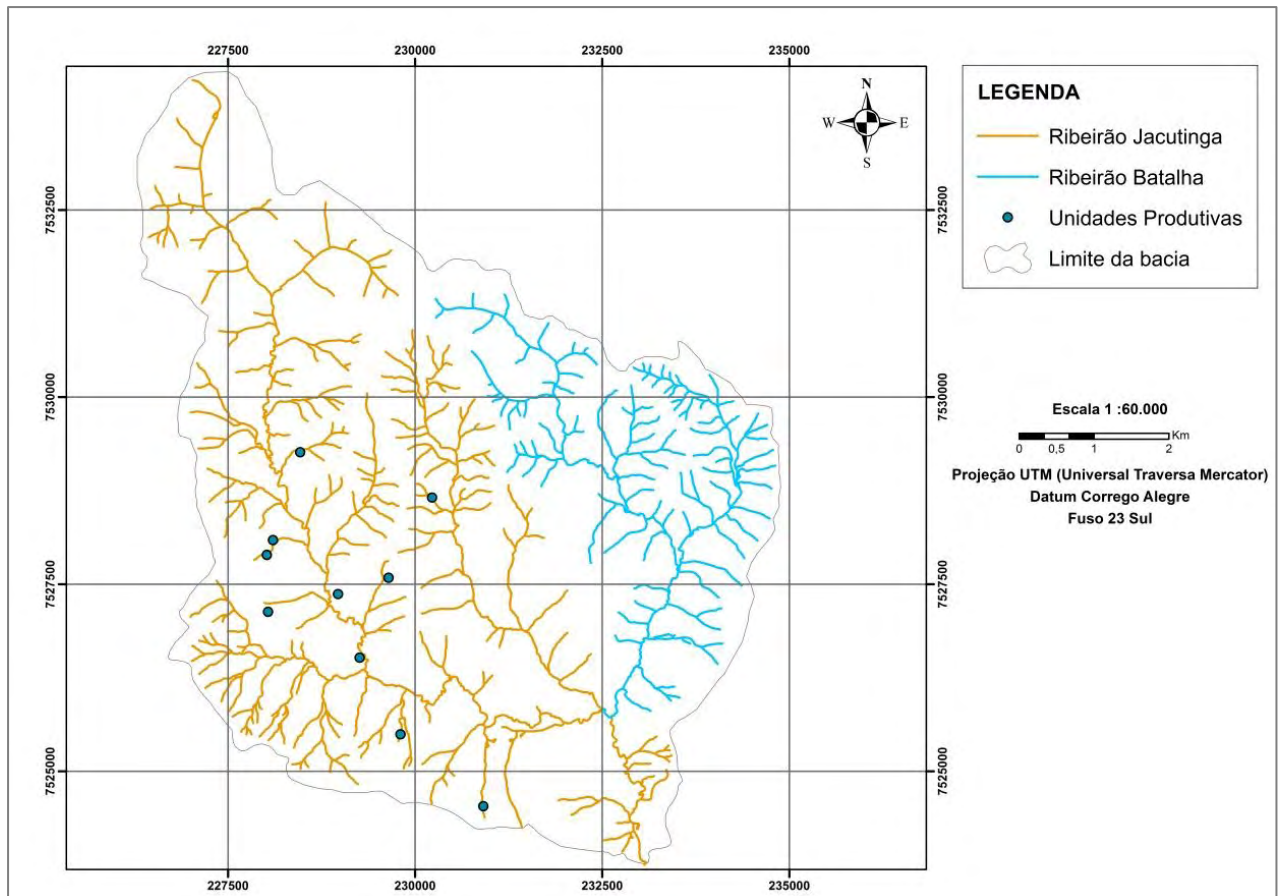 227500 230000 232500 235000
7532500 7532500
7530000 7530000
7527500 7527500
7525000 7525000
227500 230000 232500 235000
N
W E
S
LEGENDA
Ribeirão Jacutinga
Ribeirão Batalha
Unidades Produtivas
Limite da bacia
Escala 1 :60.000
0 0,5 1 2 Km
Projeção UTM (Universal Traversa Mercator)
Datum Corrego Alegre
Fuso 23 Sul